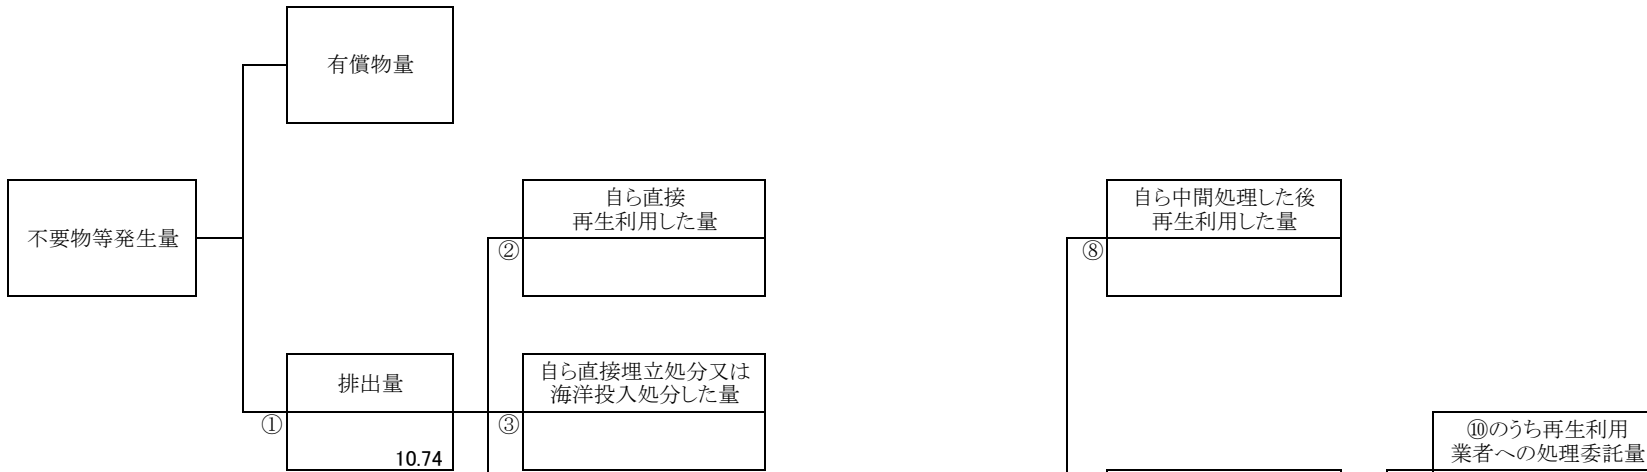 有償物量
不要物等発生量
自ら直接
再生利用した量
②
自ら中間処理した後
再生利用した量
⑧
排出量
①
10.74
自ら直接埋立処分又は
海洋投入処分した量
③
⑩のうち再生利用
業者への処理委託量